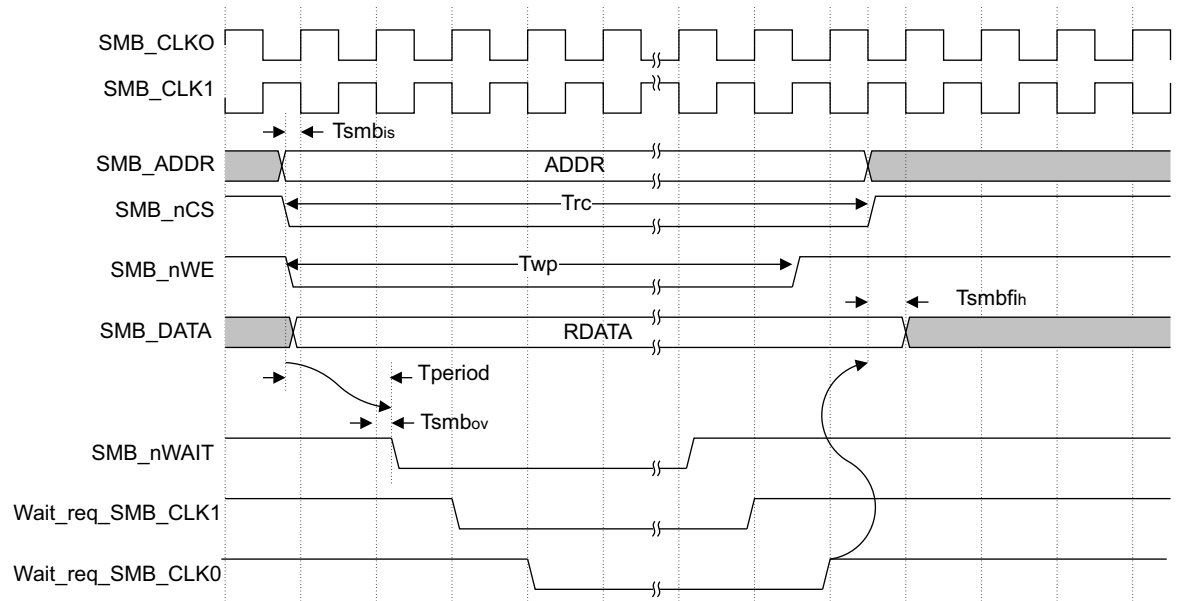 SMB_CLKO
SMB_CLK1
Tsmbis
SMB_ADDR
ADDR
SMB_nCS
Trc
SMB_nWE
Twp
Tsmbfih
SMB_DATA
RDATA
Tperiod
Tsmbov
SMB_nWAIT
Wait_req_SMB_CLK1
Wait_req_SMB_CLK0